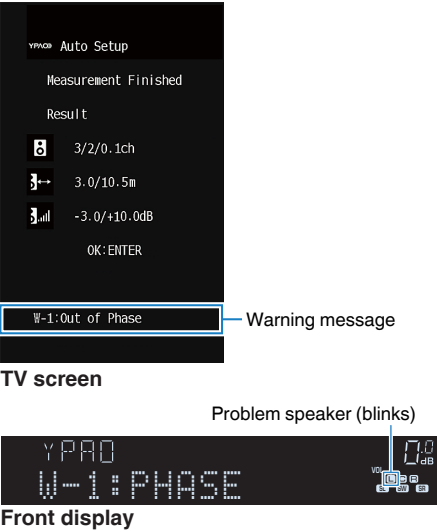 YPAO Auto Setup
Measurement Finished
Result
3/2/0.1ch
3.0/10.5m
-3.0/+10.0dB
OK:ENTER
W-1:Out of Phase
Warning message
TV screen
Problem speaker (blinks)
YPAO
VOL. 0.0dB
W-1:PHASE
L C R
SL SW SR
Front display